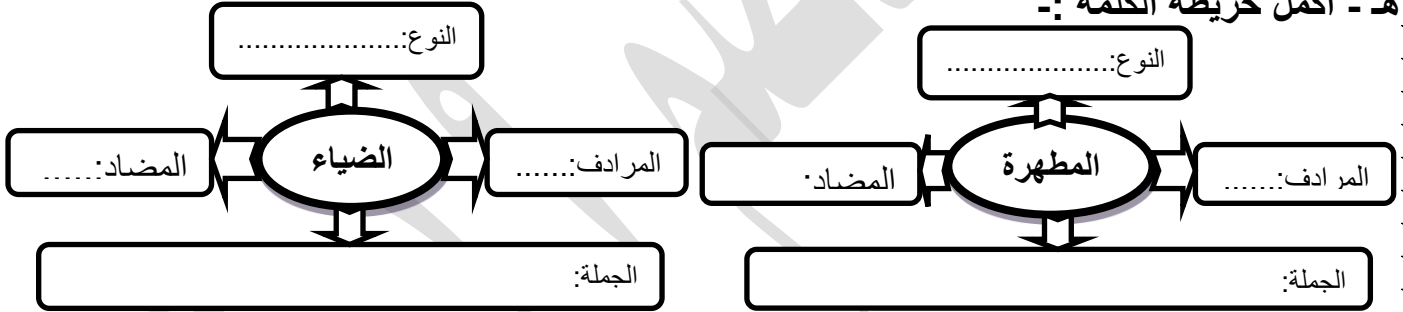 هـ - أكمل خريطة الكلمة :-
النوع:....................
المرادف:......
المطهرة
المضاد:
الجملة:
النوع:....................
المرادف:......
الضياء
المضاد:......
الجملة: